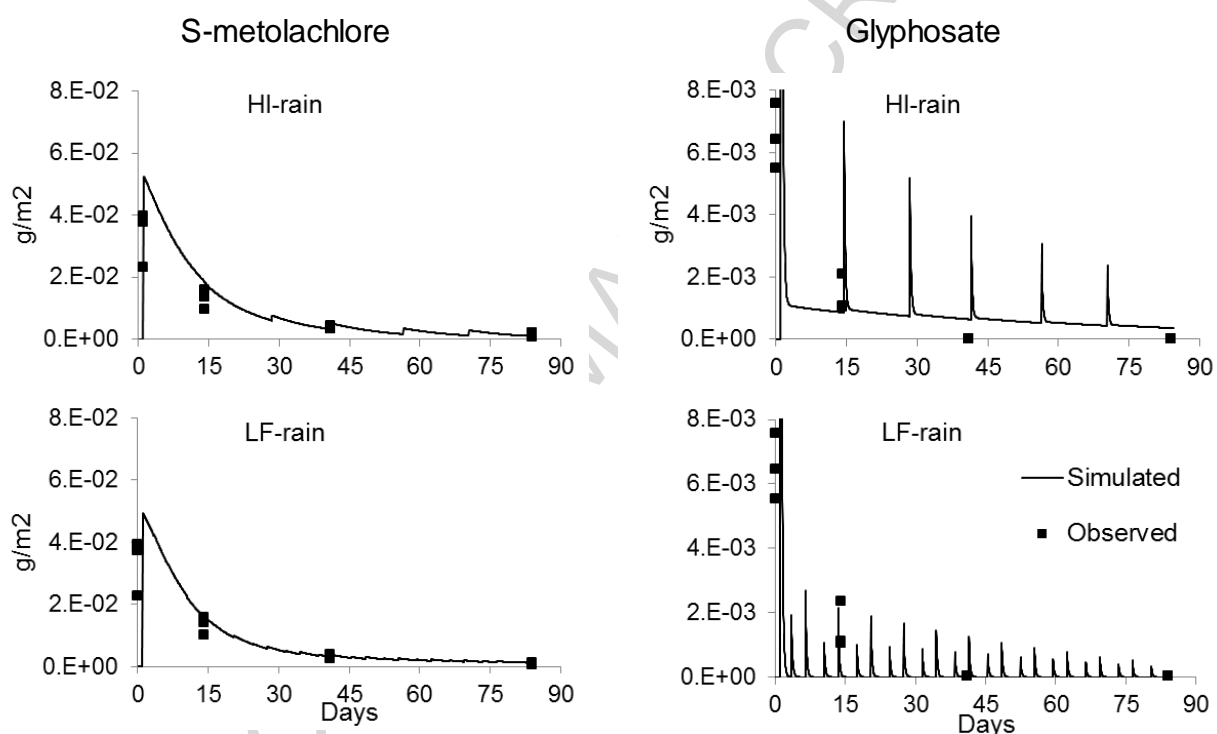 S-metolachlore
Glyphosate
HI-rain
8.E-02
6.E-02
4.E-02
2.E-02
0.E+00
g/m2
0 15 30 45 60 75 90
HI-rain
8.E-03
6.E-03
4.E-03
2.E-03
0.E+00
g/m2
0 15 30 45 60 75 90
LF-rain
8.E-02
6.E-02
4.E-02
2.E-02
0.E+00
g/m2
0 15 30 45 60 75 90
Days
LF-rain
8.E-03
6.E-03
4.E-03
2.E-03
0.E+00
g/m2
Simulated
Observed
0 15 30 45 60 75 90
Days